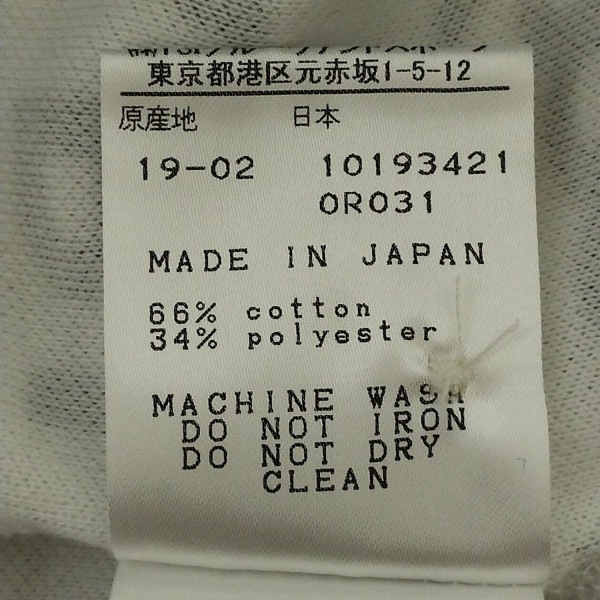 東京都港区元赤坂1-5-12
原産地 日本
19-02 10193421
0R031
MADE IN JAPAN
66% cotton
34% polyester
MACHINE WASH
DO NOT IRON
DO NOT DRY
CLEAN